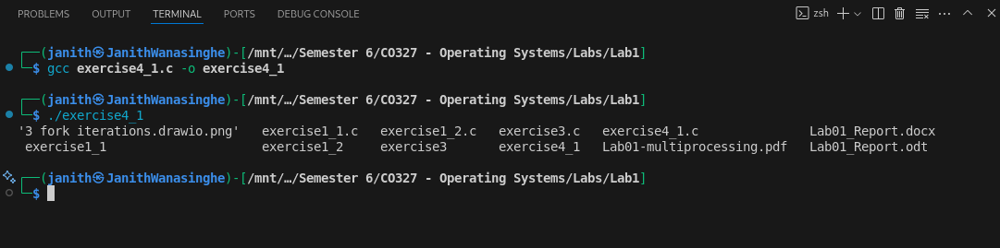 PROBLEMS OUTPUT TERMINAL PORTS DEBUG CONSOLE zsh
┌──(janith㉿JanithWanasinghe)-[/mnt/…/Semester 6/CO327 - Operating Systems/Labs/Lab1]
└─$ gcc exercise4_1.c -o exercise4_1
┌──(janith㉿JanithWanasinghe)-[/mnt/…/Semester 6/CO327 - Operating Systems/Labs/Lab1]
└─$ ./exercise4_1
'3 fork iterations.drawio.png' exercise1_1.c exercise1_2.c exercise3.c exercise4_1.c Lab01_Report.docx
exercise1_1 exercise1_2 exercise3 exercise4_1 Lab01-multiprocessing.pdf Lab01_Report.odt
┌──(janith㉿JanithWanasinghe)-[/mnt/…/Semester 6/CO327 - Operating Systems/Labs/Lab1]
└─$